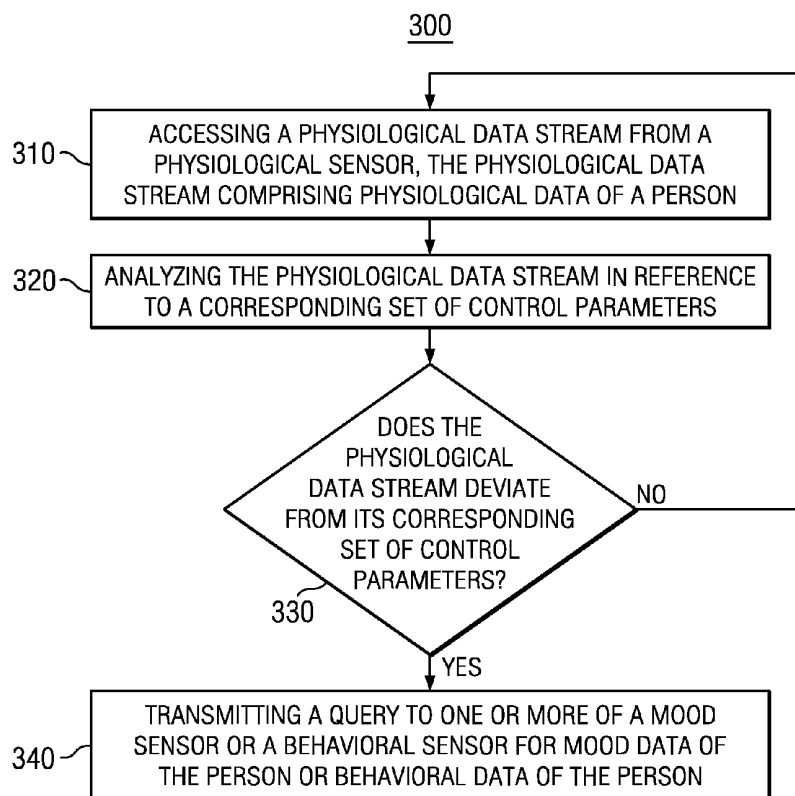 300
310
ACCESSING A PHYSIOLOGICAL DATA STREAM FROM A
PHYSIOLOGICAL SENSOR, THE PHYSIOLOGICAL DATA
STREAM COMPRISING PHYSIOLOGICAL DATA OF A PERSON
320
ANALYZING THE PHYSIOLOGICAL DATA STREAM IN REFERENCE
TO A CORRESPONDING SET OF CONTROL PARAMETERS
DOES THE
PHYSIOLOGICAL
DATA STREAM DEVIATE
FROM ITS CORRESPONDING
SET OF CONTROL
PARAMETERS?
NO
330
YES
340
TRANSMITTING A QUERY TO ONE OR MORE OF A MOOD
SENSOR OR A BEHAVIORAL SENSOR FOR MOOD DATA OF
THE PERSON OR BEHAVIORAL DATA OF THE PERSON